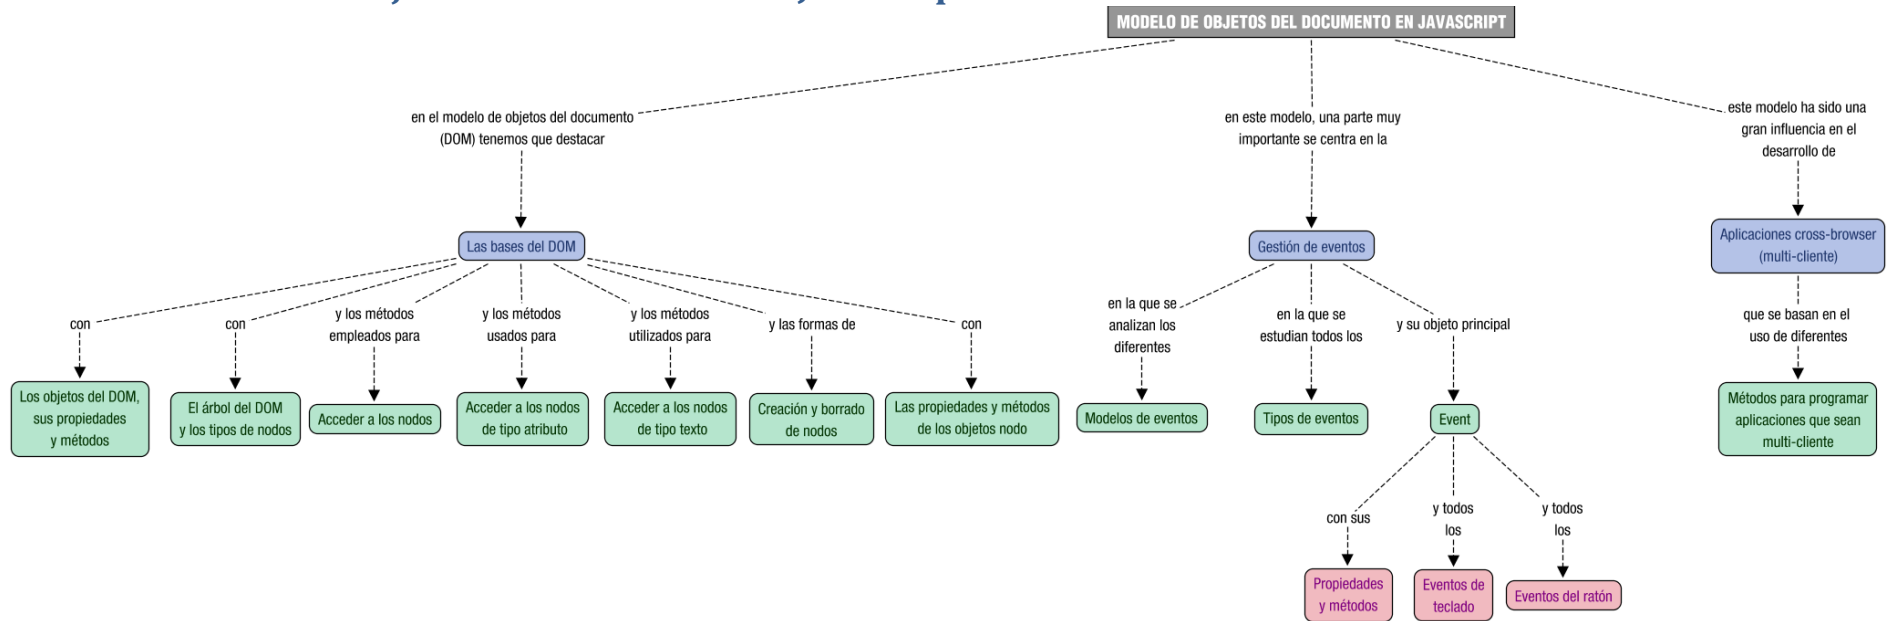 MODELO DE OBJETOS DEL DOCUMENTO EN JAVASCRIPT
en el modelo de objetos del documento
(DOM) tenemos que destacar
en este modelo, una parte muy
importante se centra en la
este modelo ha sido una
gran influencia en el
desarrollo de
Las bases del DOM
Gestión de eventos
Aplicaciones cross-browser
(multi-cliente)
con
con
y los métodos
empleados para
y los métodos
usados para
y los métodos
utilizados para
y las formas de
con
en la que se
analizan los
diferentes
en la que se
estudian todos los
y su objeto principal
que se basan en el
uso de diferentes
Los objetos del DOM,
sus propiedades
y métodos
El árbol del DOM
y los tipos de nodos
Acceder a los nodos
Acceder a los nodos
de tipo atributo
Acceder a los nodos
de tipo texto
Creación y borrado
de nodos
Las propiedades y métodos
de los objetos nodo
Modelos de eventos
Tipos de eventos
Event
Métodos para programar
aplicaciones que sean
multi-cliente
con sus
y todos
los
y todos
los
Propiedades
y métodos
Eventos de
teclado
Eventos del ratón